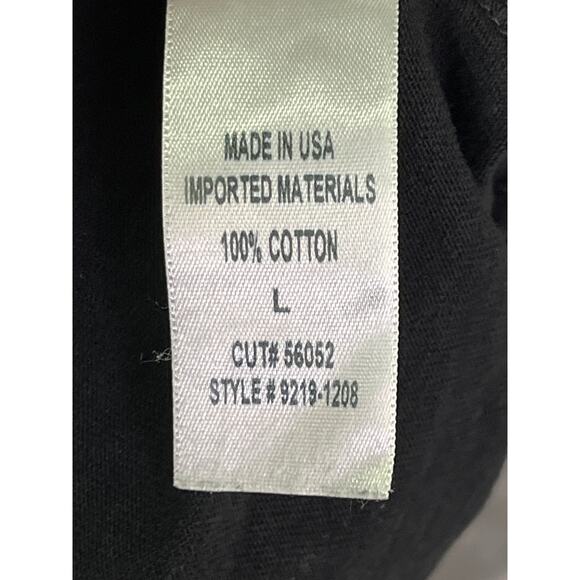 MADE IN USA
IMPORTED MATERIALS
100% COTTON
L
CUT# 56052
STYLE # 9219-1208